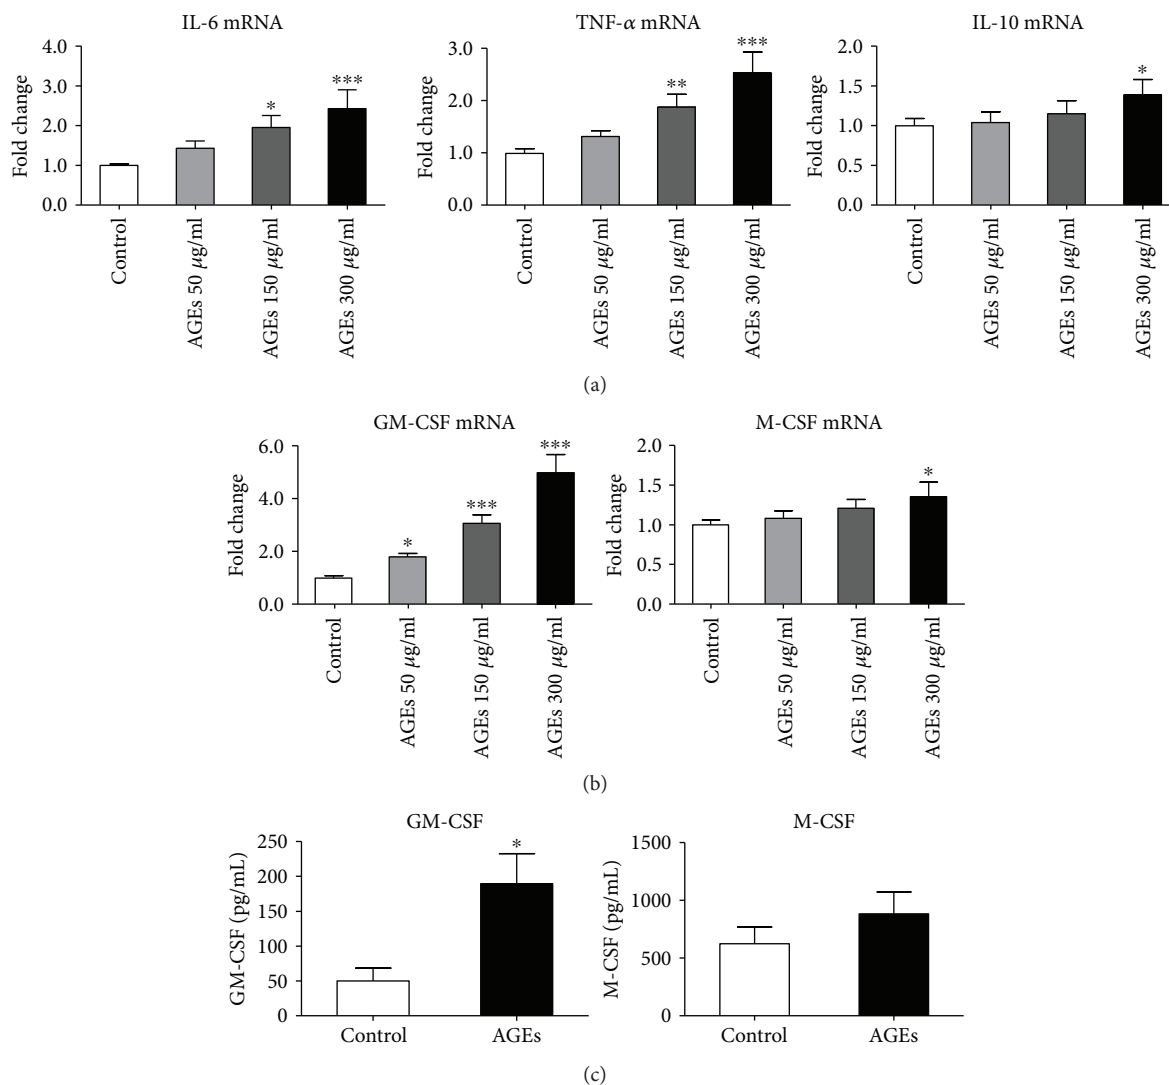 IL-6 mRNA
Fold change
4.0
3.0
2.0
1.0
0.0
***
*
Control
AGEs 50 μg/ml
AGEs 150 μg/ml
AGEs 300 μg/ml
TNF-α mRNA
Fold change
3.0
2.0
1.0
0.0
***
**
Control
AGEs 50 μg/ml
AGEs 150 μg/ml
AGEs 300 μg/ml
IL-10 mRNA
Fold change
2.0
1.5
1.0
0.5
0.0
*
Control
AGEs 50 μg/ml
AGEs 150 μg/ml
AGEs 300 μg/ml
(a)
GM-CSF mRNA
Fold change
6.0
4.0
2.0
0.0
***
***
*
Control
AGEs 50 μg/ml
AGEs 150 μg/ml
AGEs 300 μg/ml
M-CSF mRNA
Fold change
2.0
1.5
1.0
0.5
0.0
*
Control
AGEs 50 μg/ml
AGEs 150 μg/ml
AGEs 300 μg/ml
(b)
GM-CSF
GM-CSF (pg/mL)
250
200
150
100
50
0
*
Control
AGEs
M-CSF
M-CSF (pg/mL)
1500
1000
500
0
Control
AGEs
(c)